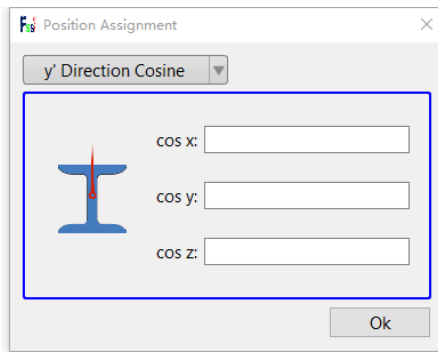 Position Assignment
y' Direction Cosine
cos x:
cos y:
cos z:
Ok